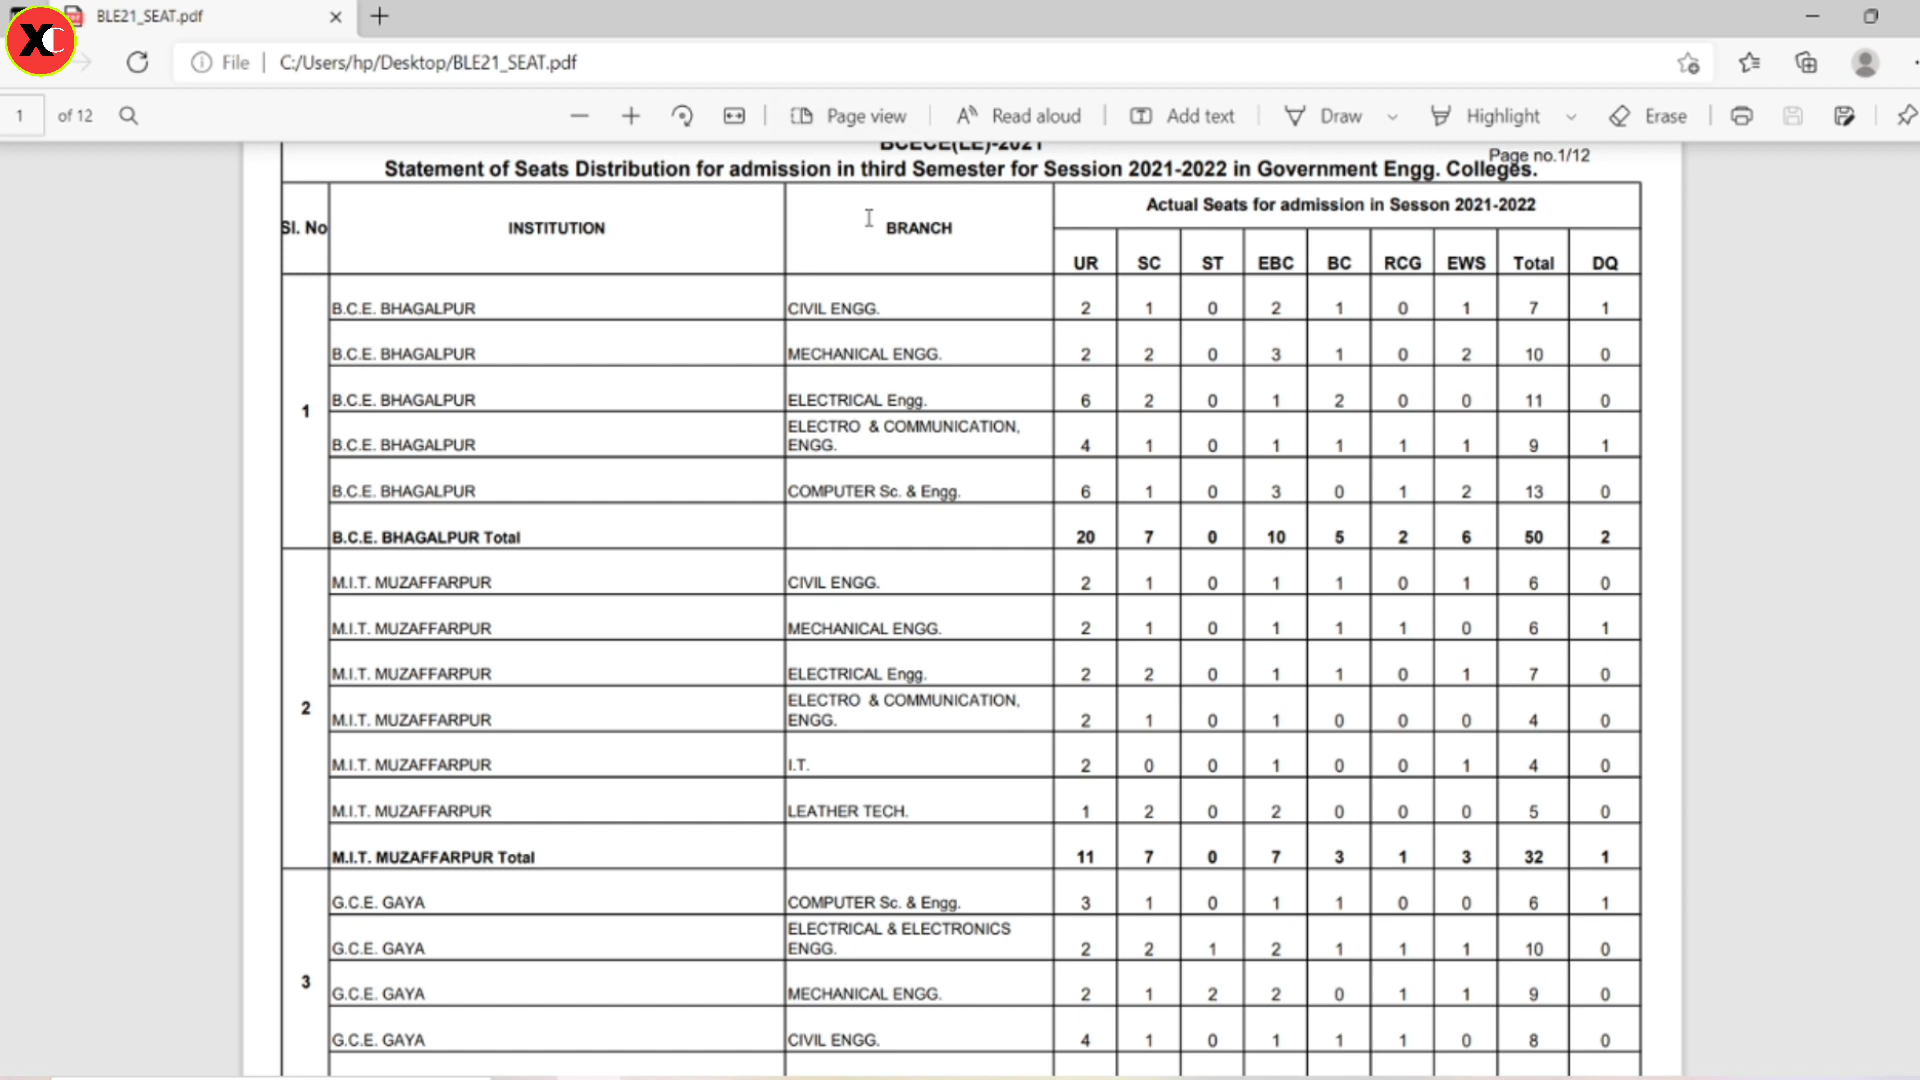 BLE21_SEAT.pdf
XC
File C:/Users/hp/Desktop/BLE21_SEAT.pdf
1 of 12 Page view Read aloud Add text Draw Highlight Erase
BCECE(LE)-2021
Page no.1/12
Statement of Seats Distribution for admission in third Semester for Session 2021-2022 in Government Engg. Colleges.
Sl. No INSTITUTION BRANCH Actual Seats for admission in Sesson 2021-2022
UR SC ST EBC BC RCG EWS Total DQ
1
B.C.E. BHAGALPUR CIVIL ENGG. 2 1 0 2 1 0 1 7 1
B.C.E. BHAGALPUR MECHANICAL ENGG. 2 2 0 3 1 0 2 10 0
B.C.E. BHAGALPUR ELECTRICAL Engg. 6 2 0 1 2 0 0 11 0
ELECTRO & COMMUNICATION,
B.C.E. BHAGALPUR ENGG. 4 1 0 1 1 1 1 9 1
B.C.E. BHAGALPUR COMPUTER Sc. & Engg. 6 1 0 3 0 1 2 13 0
B.C.E. BHAGALPUR Total 20 7 0 10 5 2 6 50 2
2
M.I.T. MUZAFFARPUR CIVIL ENGG. 2 1 0 1 1 0 1 6 0
M.I.T. MUZAFFARPUR MECHANICAL ENGG. 2 1 0 1 1 1 0 6 1
M.I.T. MUZAFFARPUR ELECTRICAL Engg. 2 2 0 1 1 0 1 7 0
ELECTRO & COMMUNICATION,
M.I.T. MUZAFFARPUR ENGG. 2 1 0 1 0 0 0 4 0
M.I.T. MUZAFFARPUR I.T. 2 0 0 1 0 0 1 4 0
M.I.T. MUZAFFARPUR LEATHER TECH. 1 2 0 2 0 0 0 5 0
M.I.T. MUZAFFARPUR Total 11 7 0 7 3 1 3 32 1
3
G.C.E. GAYA COMPUTER Sc. & Engg. 3 1 0 1 1 0 0 6 1
ELECTRICAL & ELECTRONICS
G.C.E. GAYA ENGG. 2 2 1 2 1 1 1 10 0
G.C.E. GAYA MECHANICAL ENGG. 2 1 2 2 0 1 1 9 0
G.C.E. GAYA CIVIL ENGG. 4 1 0 1 1 1 0 8 0